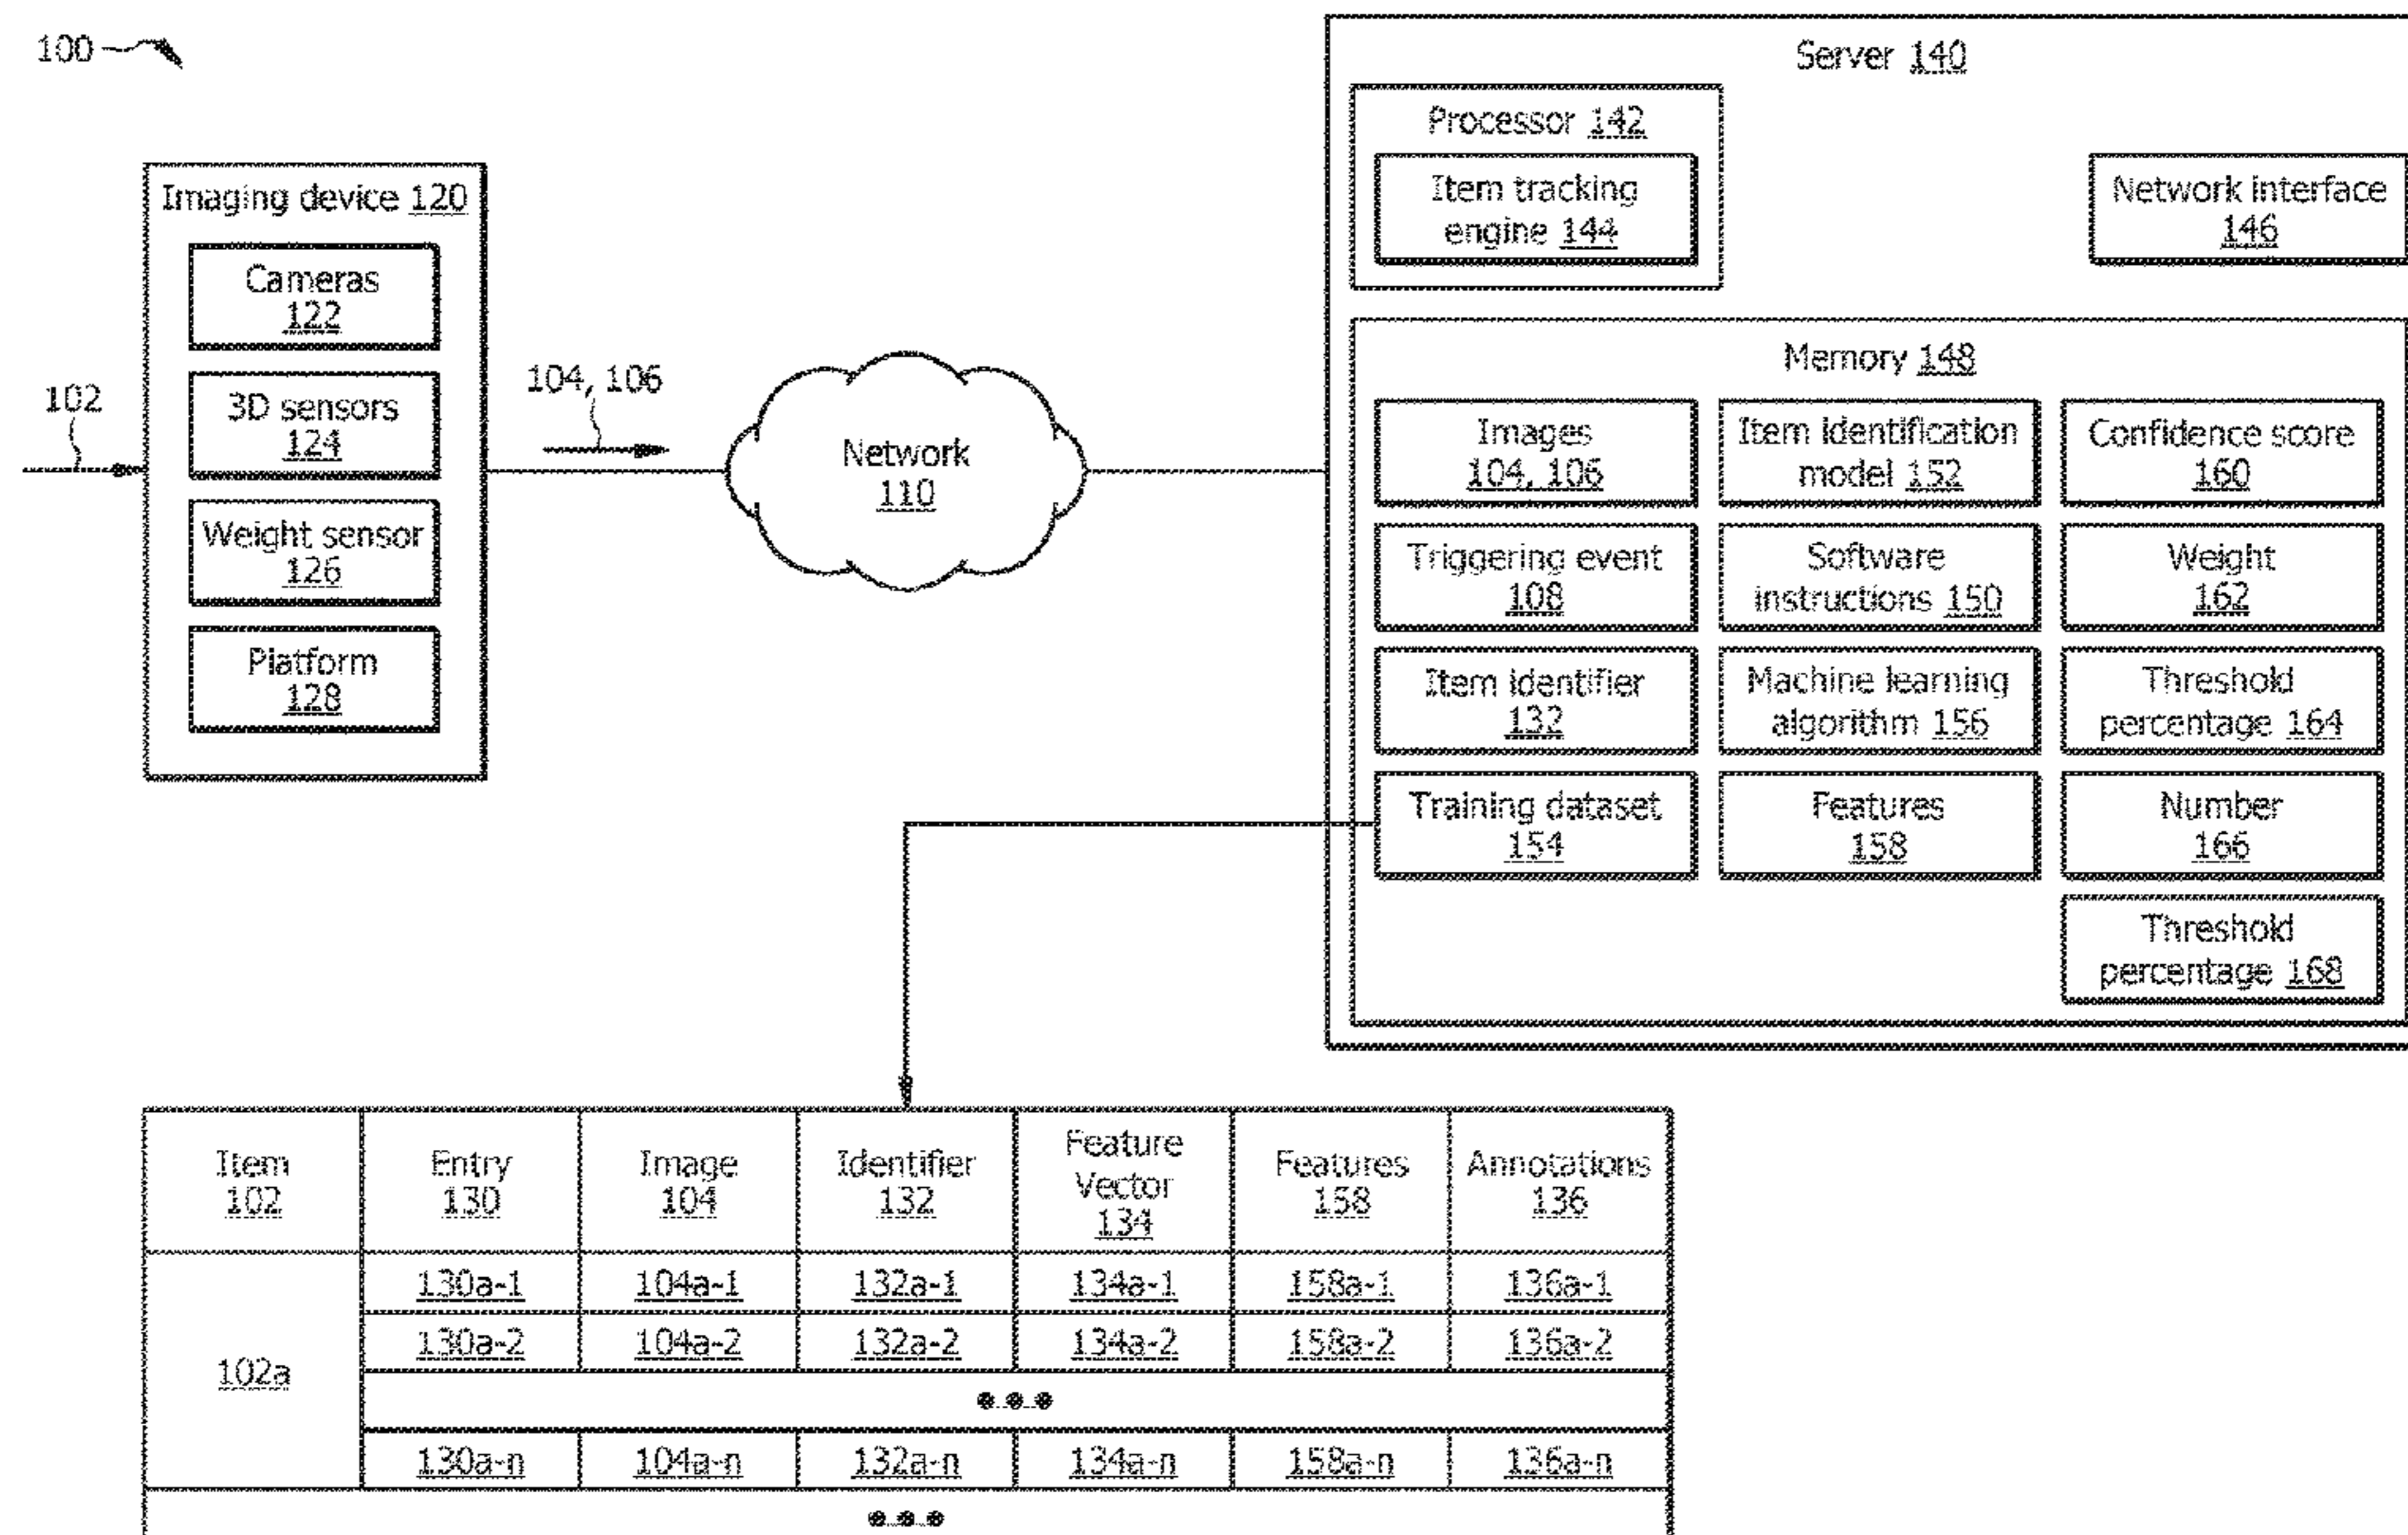 100
Server 140
Processor 142
Item tracking
engine 144
Network interface
146
Imaging device 120
Cameras
122
3D sensors
124
Weight sensor
126
Platform
128
102
104, 106
Network
110
Memory 148
Images
104, 106
Item identification
model 152
Confidence score
160
Triggering event
108
Software
instructions 150
Weight
162
Item identifier
132
Machine learning
algorithm 156
Threshold
percentage 164
Training dataset
154
Features
158
Number
166
Threshold
percentage 168
Item
102
Entry
130
Image
104
Identifier
132
Feature
Vector
134
Features
158
Annotations
136
102a
130a-1 104a-1 132a-1 134a-1 158a-1 136a-1
130a-2 104a-2 132a-2 134a-2 158a-2 136a-2
130a-n 104a-n 132a-n 134a-n 158a-n 136a-n